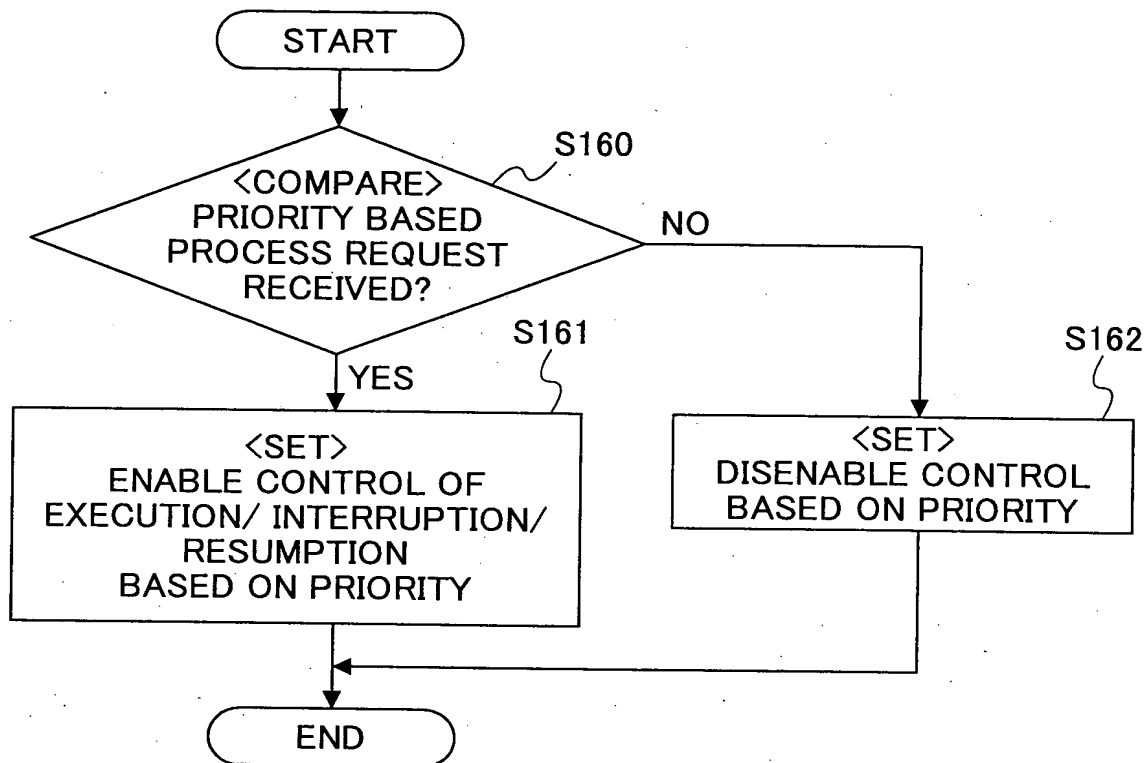 START
S160
<COMPARE>
PRIORITY BASED
PROCESS REQUEST
RECEIVED?
NO
YES
S161
<SET>
ENABLE CONTROL OF
EXECUTION/ INTERRUPTION/
RESUMPTION
BASED ON PRIORITY
S162
<SET>
DISENABLE CONTROL
BASED ON PRIORITY
END